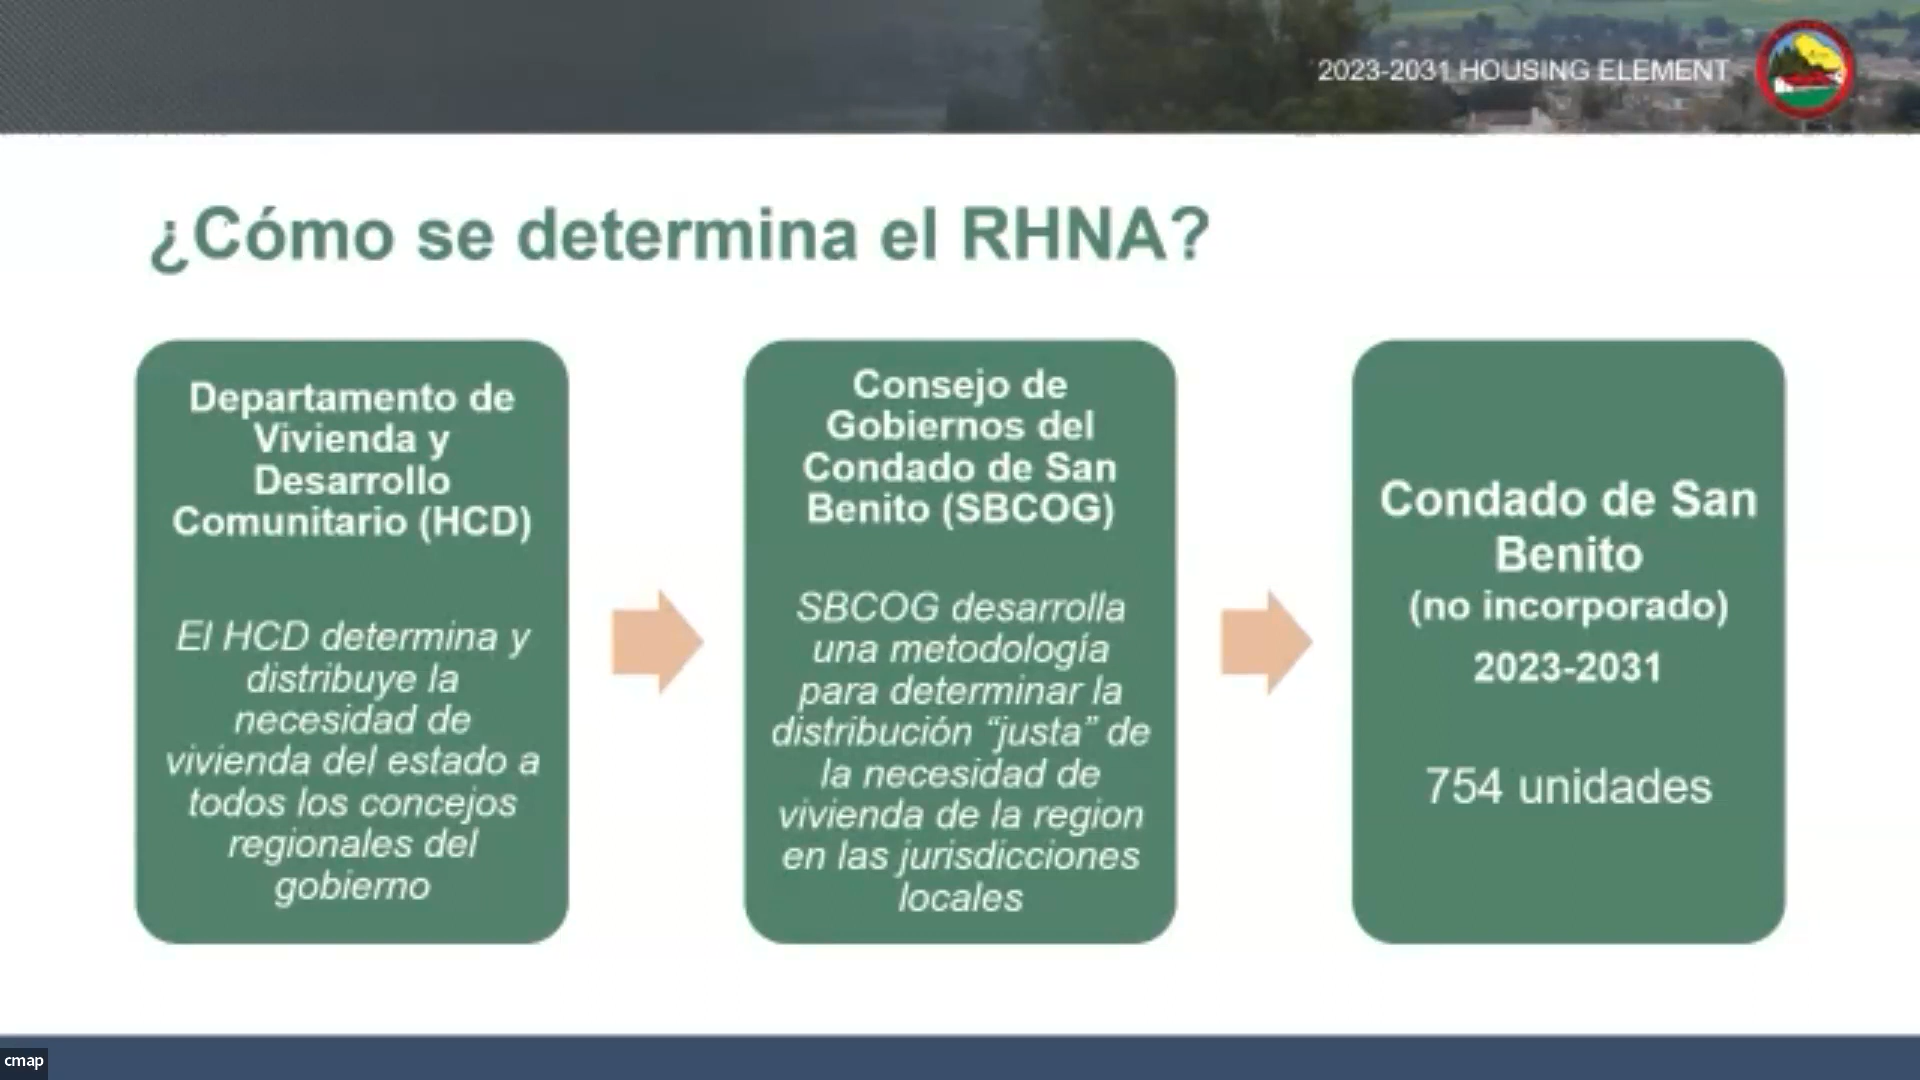 2023-2031 HOUSING ELEMENT
¿Cómo se determina el RHNA?
Departamento de
Vivienda y
Desarrollo
Comunitario (HCD)
El HCD determina y
distribuye la
necesidad de
vivienda del estado a
todos los concejos
regionales del
gobierno
Consejo de
Gobiernos del
Condado de San
Benito (SBCOG)
SBCOG desarrolla
una metodología
para determinar la
distribución “justa” de
la necesidad de
vivienda de la region
en las jurisdicciones
locales
Condado de San
Benito
(no incorporado)
2023-2031
754 unidades
cmap